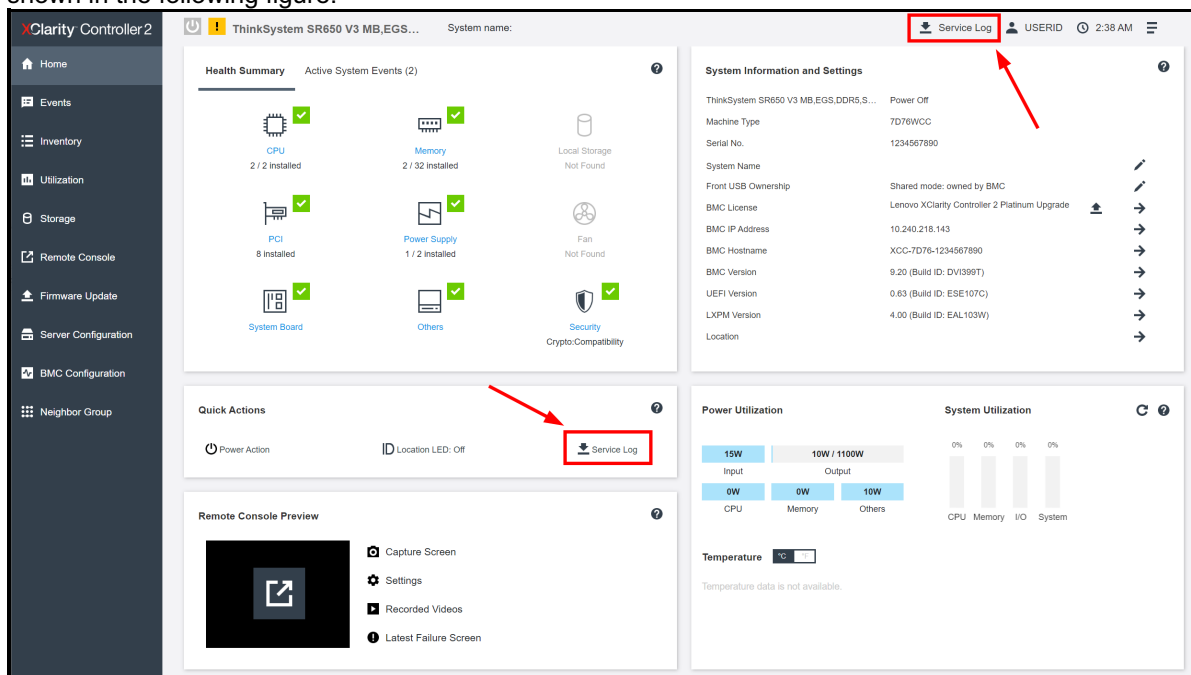 shown in the following figure.
XClarity Controller 2
ThinkSystem SR650 V3 MB,EGS...
System name:
Service Log
USERID
2:38 AM
Home
Events
Inventory
Utilization
Storage
Remote Console
Firmware Update
Server Configuration
BMC Configuration
Neighbor Group
Health Summary
Active System Events (2)
CPU
2 / 2 installed
Memory
2 / 32 installed
Local Storage
Not Found
PCI
8 installed
Power Supply
1 / 2 installed
Fan
Not Found
System Board
Others
Security
Crypto:Compatibility
System Information and Settings
ThinkSystem SR650 V3 MB,EGS,DDR5,S... Power Off
Machine Type 7D76WCC
Serial No. 1234567890
System Name
Front USB Ownership Shared mode: owned by BMC
BMC License Lenovo XClarity Controller 2 Platinum Upgrade
BMC IP Address 10.240.218.143
BMC Hostname XCC-7D76-1234567890
BMC Version 9.20 (Build ID: DVI399T)
UEFI Version 0.63 (Build ID: ESE107C)
LXPM Version 4.00 (Build ID: EAL103W)
Location
Quick Actions
Power Action
Location LED: Off
Service Log
Remote Console Preview
Capture Screen
Settings
Recorded Videos
Latest Failure Screen
Power Utilization
15W 10W / 1100W
Input Output
0W 0W 10W
CPU Memory Others
Temperature °C °F
Temperature data is not available.
System Utilization
0% 0% 0% 0%
CPU Memory I/O System